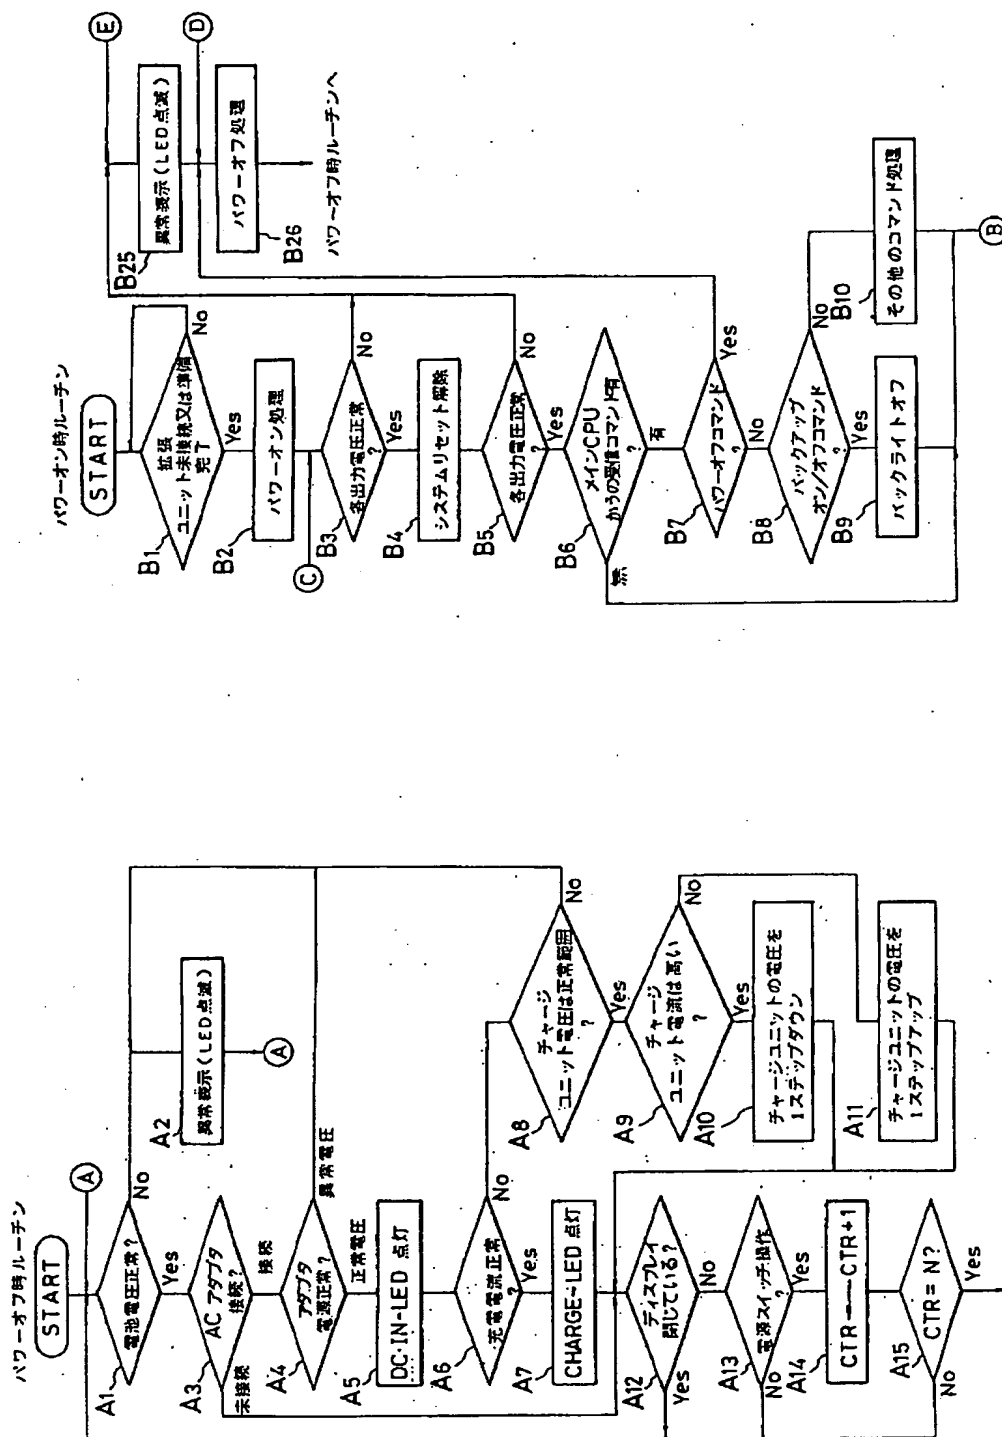 パワーオフ時ルーチン
START
A
A1
電池電圧正常?
No
Yes
A2
異常表示(LED点滅)
A
A3
ACアダプタ
接続?
未接続
接続
A4
アダプタ
電源正常?
異常電圧
正常電圧
A5
DC・IN-LED 点灯
A6
充電電流正常
?
No
Yes
A7
CHARGE-LED 点灯
A8
チャージ
ユニット電圧は正常範囲
?
No
Yes
A9
チャージ
ユニット電流は高い
?
No
Yes
A10
チャージユニットの電圧を
1ステップダウン
A11
チャージユニットの電圧を
1ステップアップ
A12
ディスプレイ
閉じている?
Yes
No
A13
電源スイッチ操作
?
No
Yes
A14
CTR←CTR+1
A15
CTR=N?
No
Yes
パワーオン時ルーチン
START
B1
拡張
ユニット未接続又は準備
完了
No
Yes
B2
パワーオン処理
C
B3
各出力電圧正常
?
No
Yes
B4
システムリセット解除
B5
各出力電圧正常
?
No
Yes
B6
メインCPU
からの受信コマンド有
?
無
有
B7
パワーオフコマンド
?
Yes
No
B8
バックアップ
オン/オフコマンド
?
No
Yes
B9
バックライトオフ
B10
その他のコマンド処理
B
E
B25
異常表示(LED点滅)
D
B26
パワーオフ処理
パワーオフ時ルーチンへ